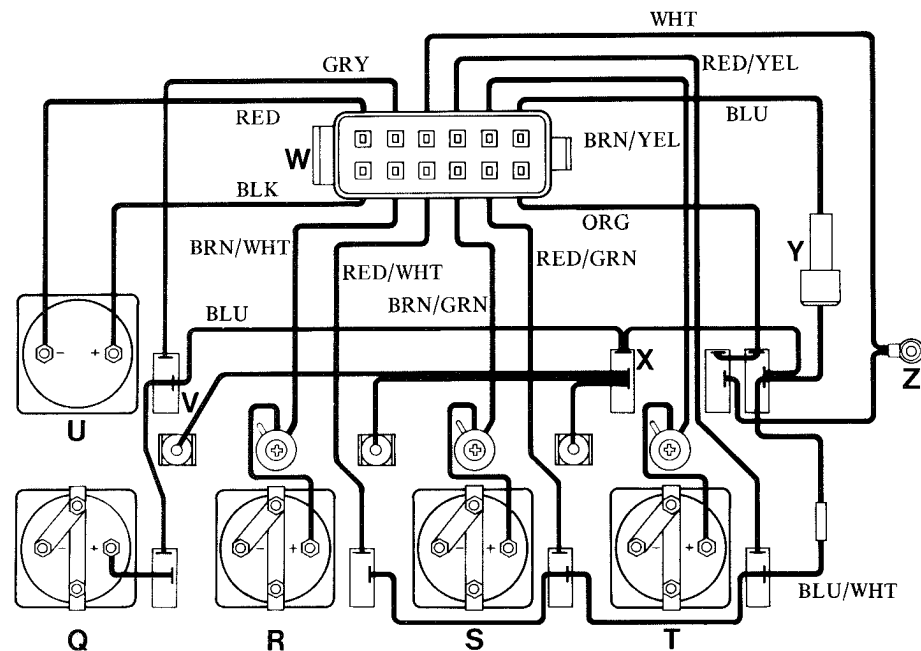 WHT
GRY
RED/YEL
RED
BLU
BRN/YEL
W
BLK
ORG
BRN/WHT
Y
RED/WHT
RED/GRN
BRN/GRN
BLU
X
- +
V
Z
U
- +
- +
- +
- +
BLU/WHT
Q
R
S
T